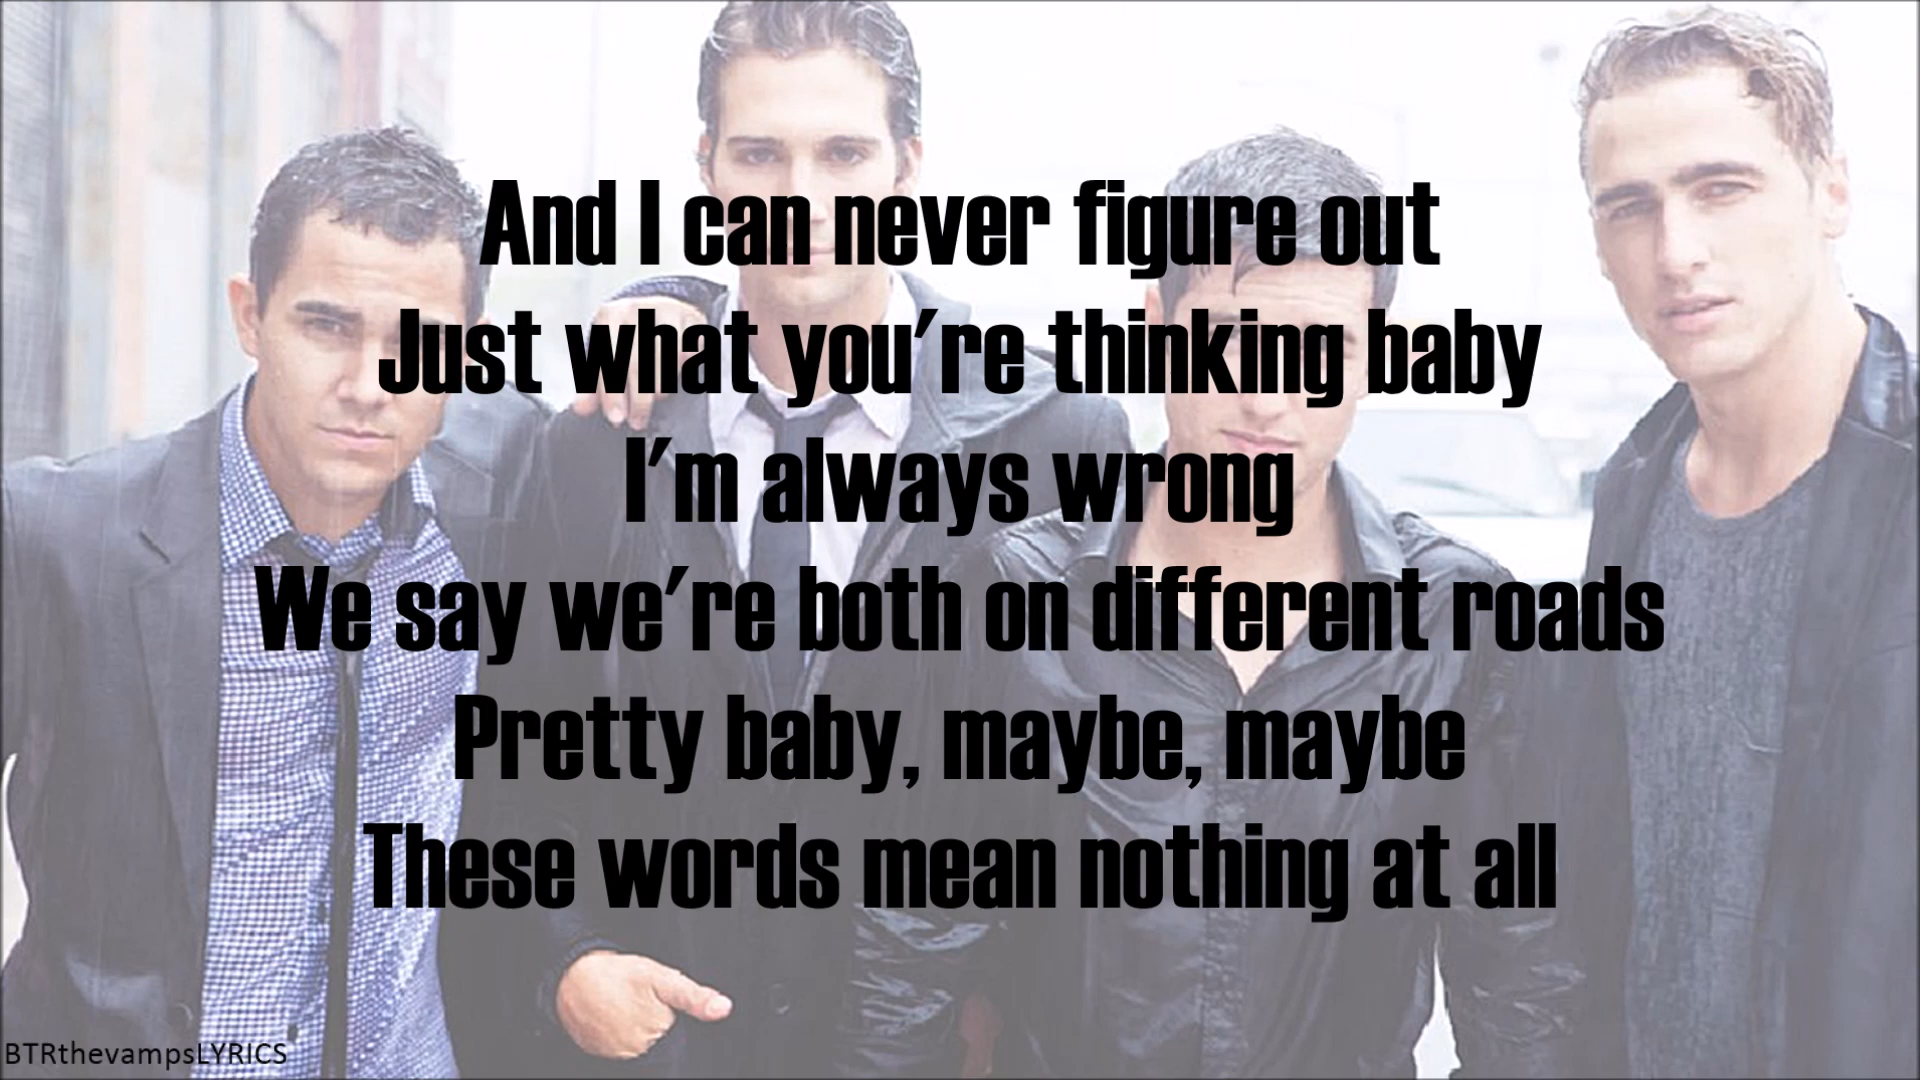 And I can never figure out
Just what you're thinking baby
I'm always wrong
We say we're both on different roads
Pretty baby, maybe, maybe
These words mean nothing at all
BTRthevampsLYRICS